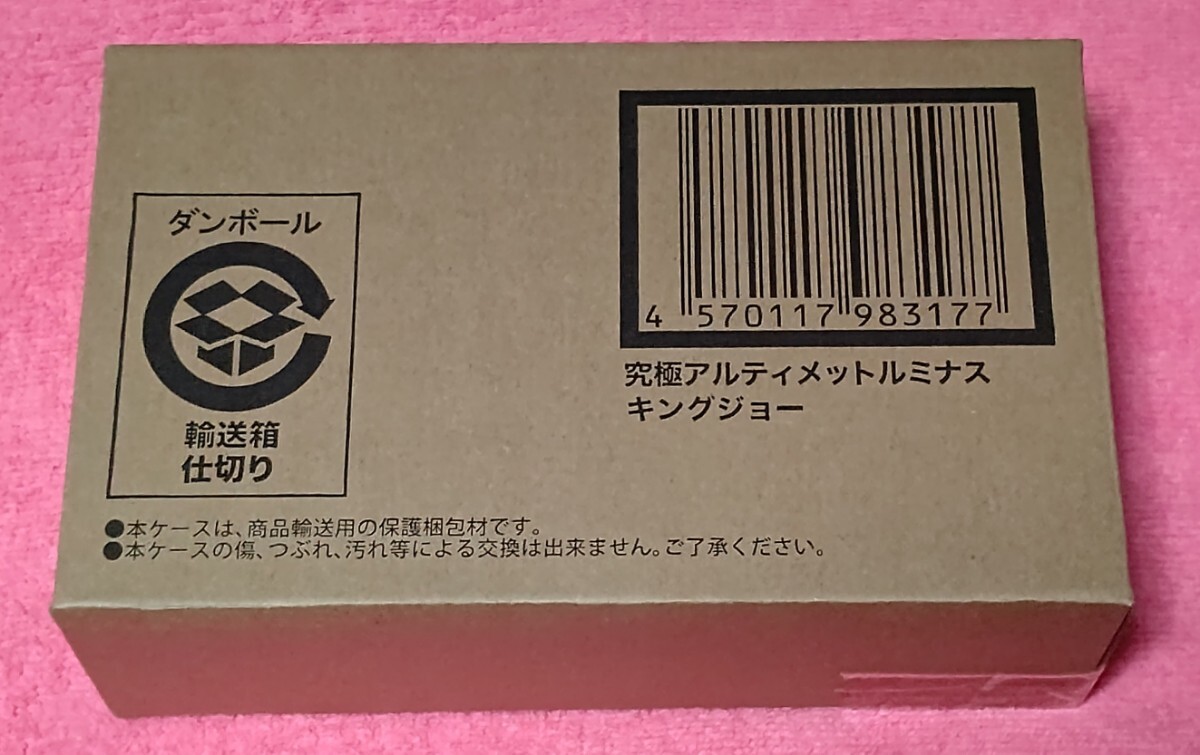 ダンボール
輸送箱
仕切り
4 570117 983177
究極アルティメットルミナス
キングジョー
●本ケースは、商品輸送用の保護梱包材です。
●本ケースの傷、つぶれ、汚れ等による交換は出来ません。ご了承ください。